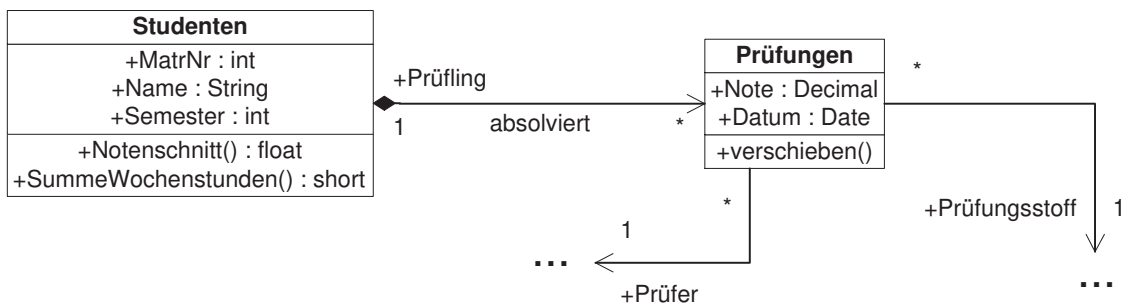 Studenten
+MatrNr : int
+Name : String
+Semester : int
+Notenschnitt() : float
+SummeWochenstunden() : short
+Prüfling
1
absolviert
*
Prüfungen
+Note : Decimal
+Datum : Date
+verschieben()
*
+Prüfungsstoff
1
...
*
1
...
+Prüfer